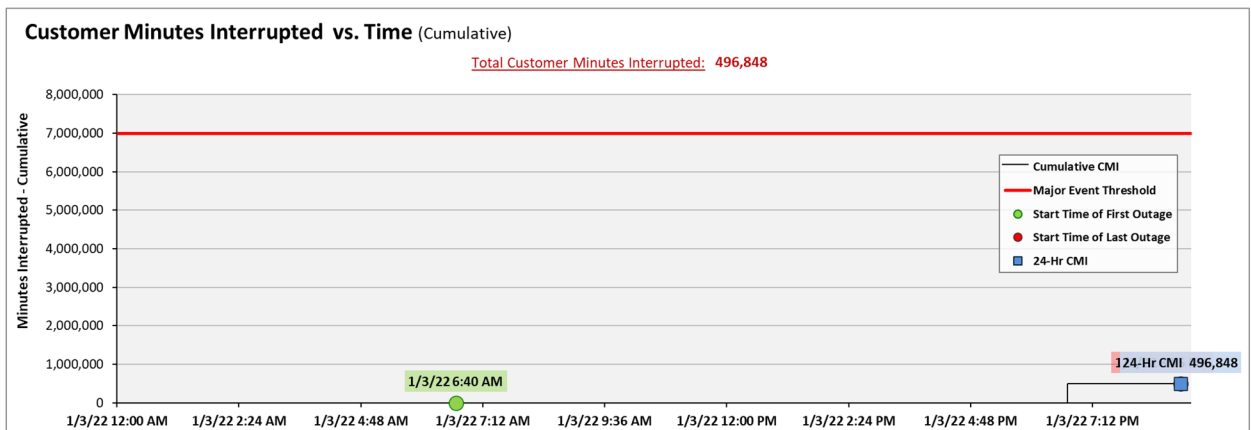 Customer Minutes Interrupted vs. Time (Cumulative)
Total Customer Minutes Interrupted: 496,848
Minutes Interrupted - Cumulative
8,000,000
7,000,000
6,000,000
5,000,000
4,000,000
3,000,000
2,000,000
1,000,000
0
Cumulative CMI
Major Event Threshold
Start Time of First Outage
Start Time of Last Outage
24-Hr CMI
1/3/22 6:40 AM
24-Hr CMI 496,848
1/3/22 12:00 AM 1/3/22 2:24 AM 1/3/22 4:48 AM 1/3/22 7:12 AM 1/3/22 9:36 AM 1/3/22 12:00 PM 1/3/22 2:24 PM 1/3/22 4:48 PM 1/3/22 7:12 PM